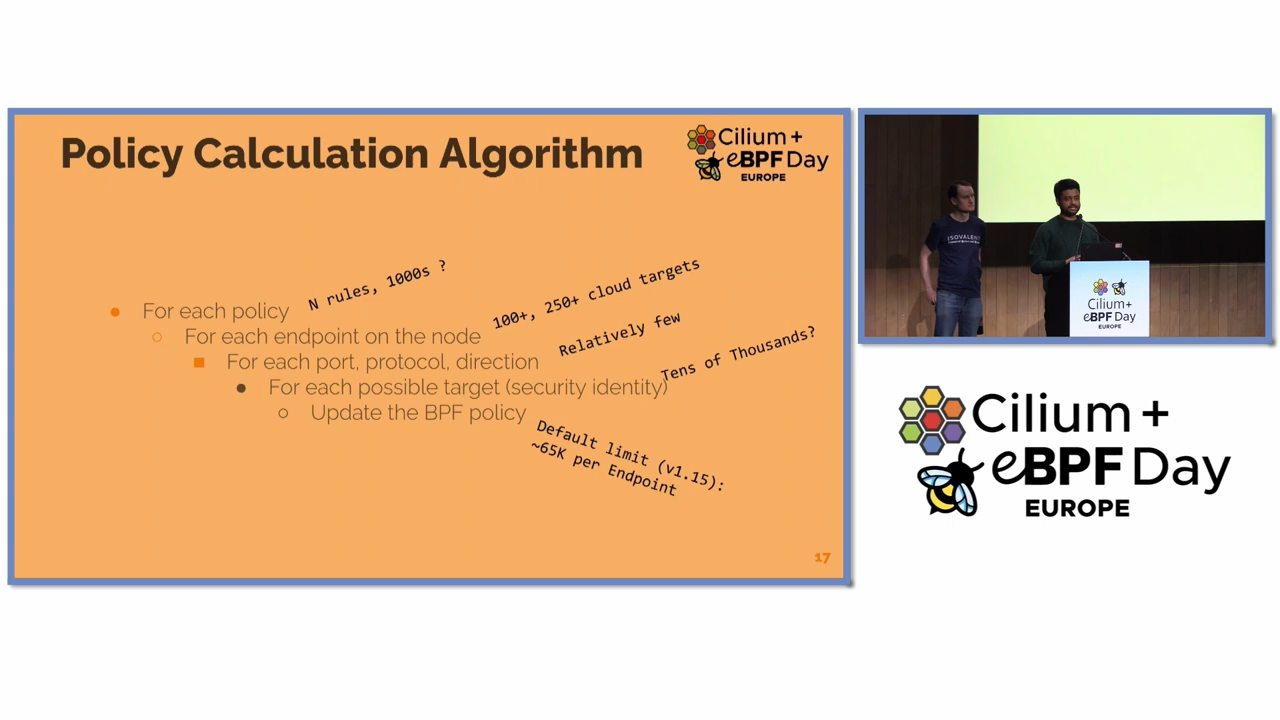 Policy Calculation Algorithm
Cilium +
eBPF Day
EUROPE
N rules, 1000s ?
● For each policy
100+, 250+ cloud targets
○ For each endpoint on the node
Relatively few
■ For each port, protocol, direction
Tens of Thousands?
● For each possible target (security identity)
○ Update the BPF policy
Default limit (v1.15):
~65K per Endpoint
17
ISOVALENT
Cilium +
eBPF Day
EUROPE
Cilium +
eBPF Day
EUROPE